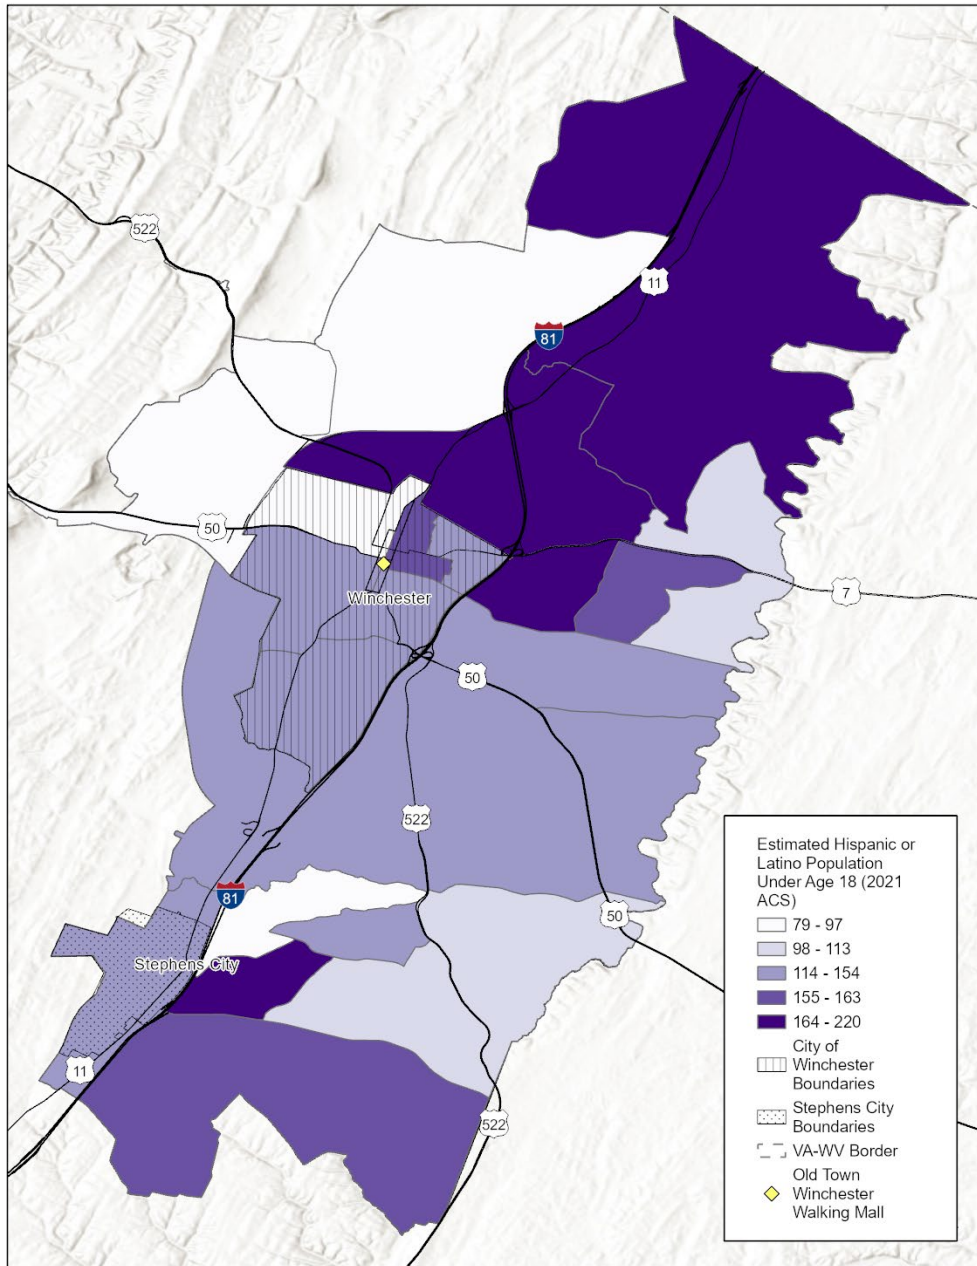 522
11
81
50
Winchester
7
50
522
81
50
Stephens City
11
522
Estimated Hispanic or
Latino Population
Under Age 18 (2021
ACS)
79 - 97
98 - 113
114 - 154
155 - 163
164 - 220
City of
Winchester
Boundaries
Stephens City
Boundaries
VA-WV Border
Old Town
Winchester
Walking Mall